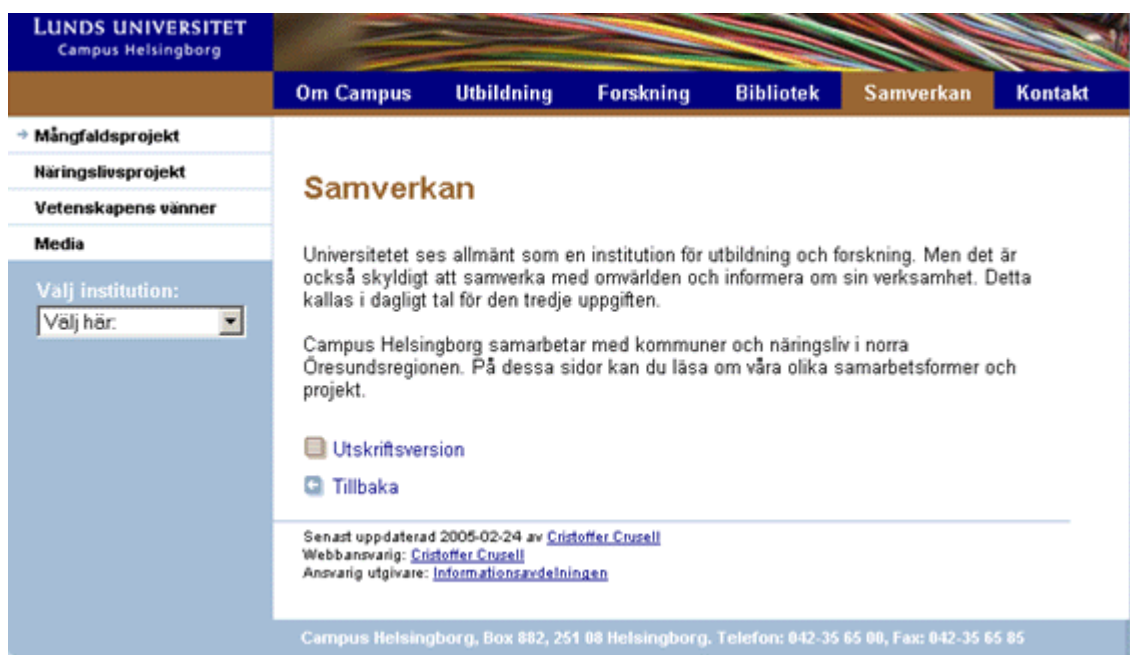 LUNDS UNIVERSITET
Campus Helsingborg
Om Campus Utbildning Forskning Bibliotek Samverkan Kontakt
Mångfaldsprojekt
Näringslivsprojekt
Vetenskapens vänner
Media
Välj institution:
Välj här:
Samverkan
Universitetet ses allmänt som en institution för utbildning och forskning. Men det är
också skyldigt att samverka med omvärlden och informera om sin verksamhet. Detta
kallas i dagligt tal för den tredje uppgiften.
Campus Helsingborg samarbetar med kommuner och näringsliv i norra
Öresundsregionen. På dessa sidor kan du läsa om våra olika samarbetsformer och
projekt.
Utskriftsversion
Tillbaka
Senast uppdaterad 2005-02-24 av Cristoffer Crusell
Webbansvarig: Cristoffer Crusell
Ansvarig utgivare: Informationsavdelningen
Campus Helsingborg, Box 882, 251 08 Helsingborg. Telefon: 042-35 65 00, Fax: 042-35 65 85